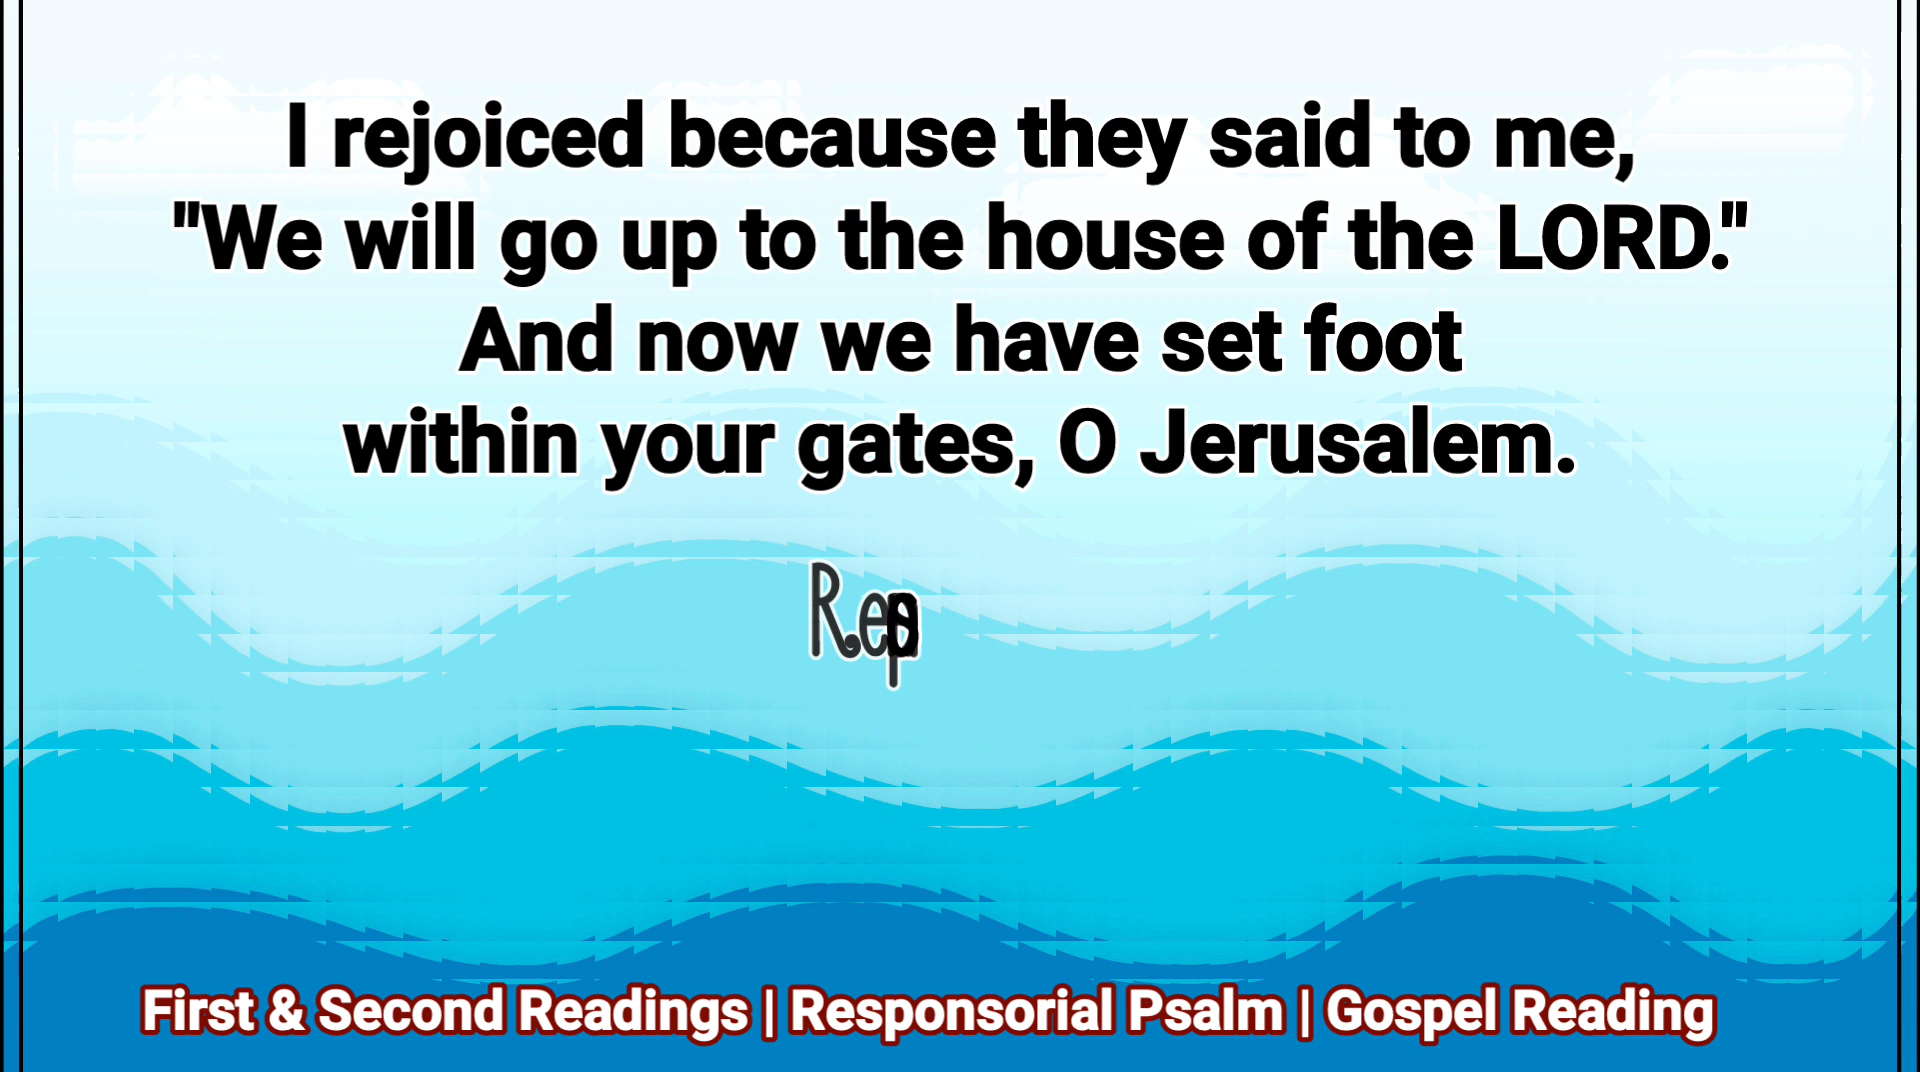 I rejoiced because they said to me,
"We will go up to the house of the LORD."
And now we have set foot
within your gates, O Jerusalem.
First & Second Readings | Responsorial Psalm | Gospel Reading